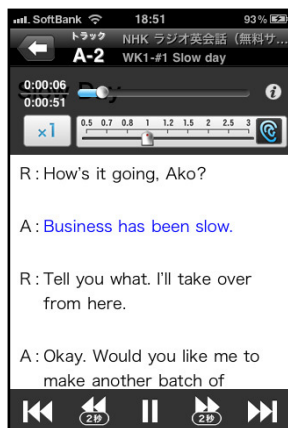 SoftBank 18:51 93%
トラック NHK ラジオ英会話（無料サ...
A-2 WK1-#1 Slow day
0:00:06
0:00:51
×1 0.5 0.7 0.8 1 1.2 1.5 2 2.5 3
R : How's it going, Ako?
A : Business has been slow.
R : Tell you what. I'll take over
from here.
A : Okay. Would you like me to
make another batch of
2秒 2秒